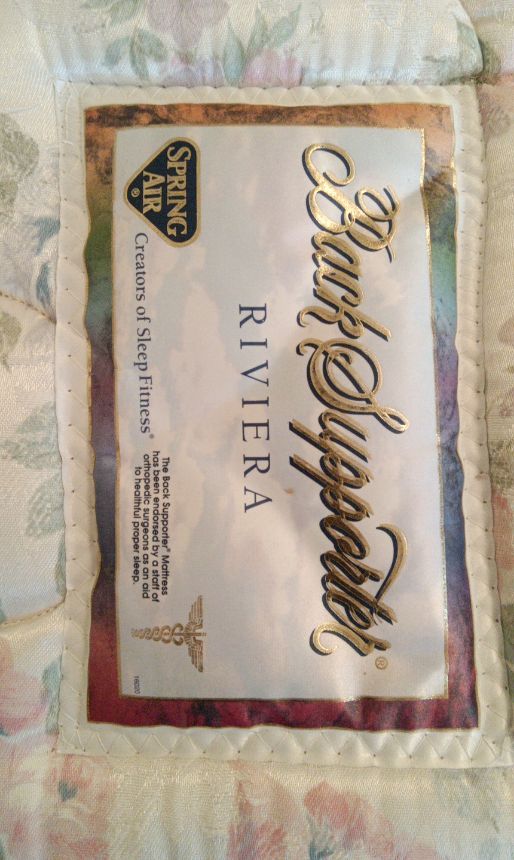 Back Supporter®
RIVIERA
SPRING
AIR®
Creators of Sleep Fitness®
The Back Supporter® Mattress
has been endorsed by a staff of
orthopedic surgeons as an aid
to healthful proper sleep.